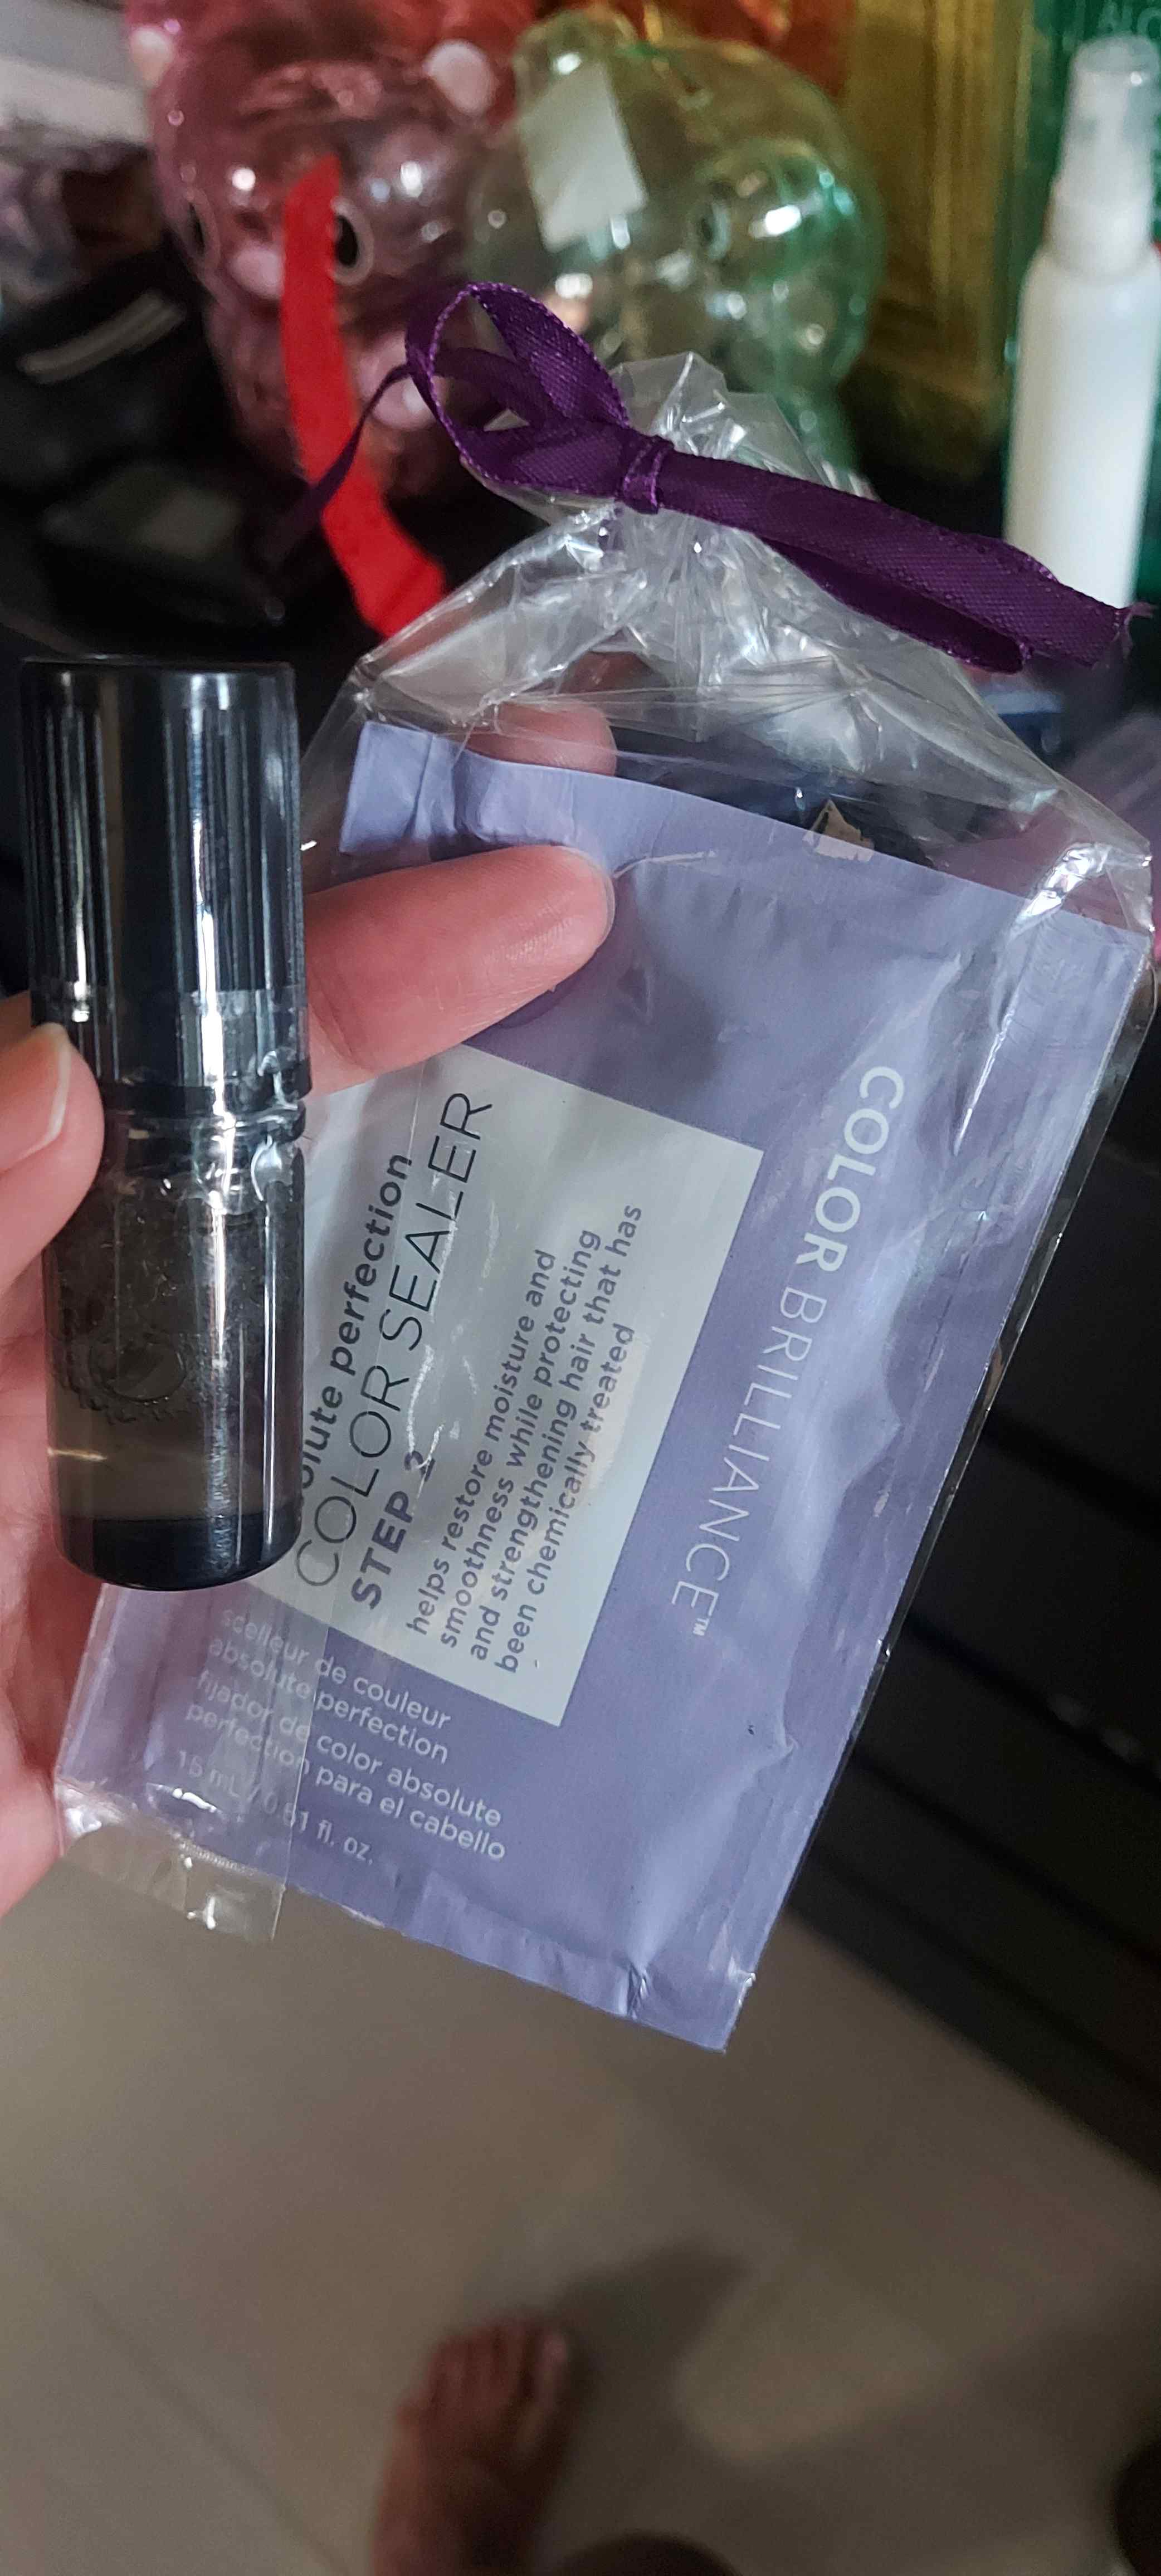 COLOR BRILLIANCE™
perfection
COLOR SEALER
STEP 2
helps restore moisture and
smoothness while protecting
and strengthening hair that has
been chemically treated
scelleur de couleur
absolute perfection
fijador de color absolute
perfection para el cabello
15 mL / 0.51 fl. oz.